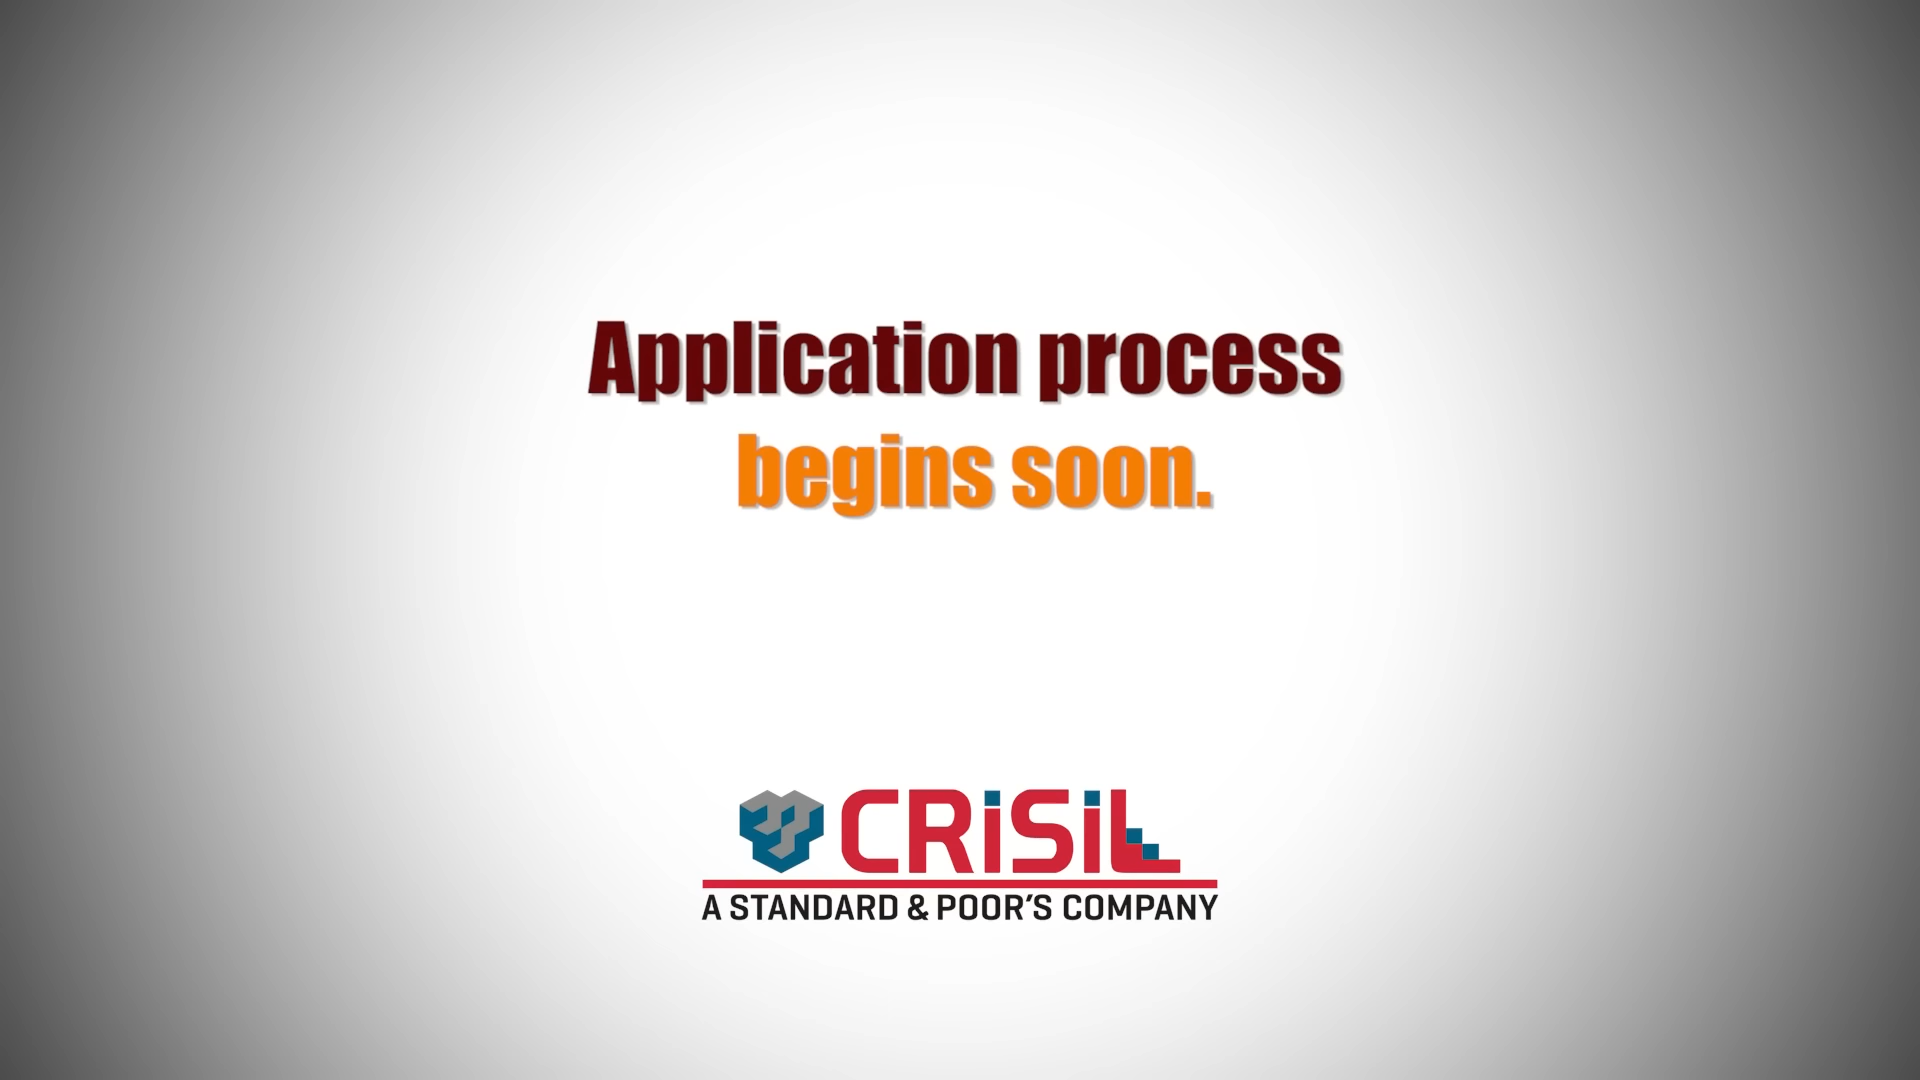 Application process
begins soon.
CRiSiL
A STANDARD & POOR'S COMPANY